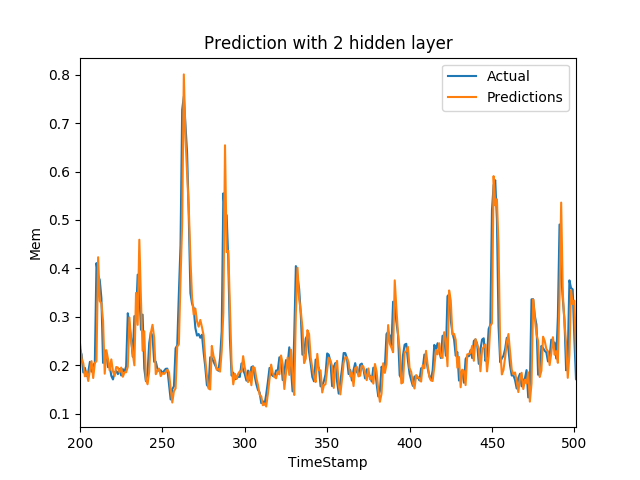 Prediction with 2 hidden layer
Actual
Predictions
Mem
0.8
0.7
0.6
0.5
0.4
0.3
0.2
0.1
200 250 300 350 400 450 500
TimeStamp